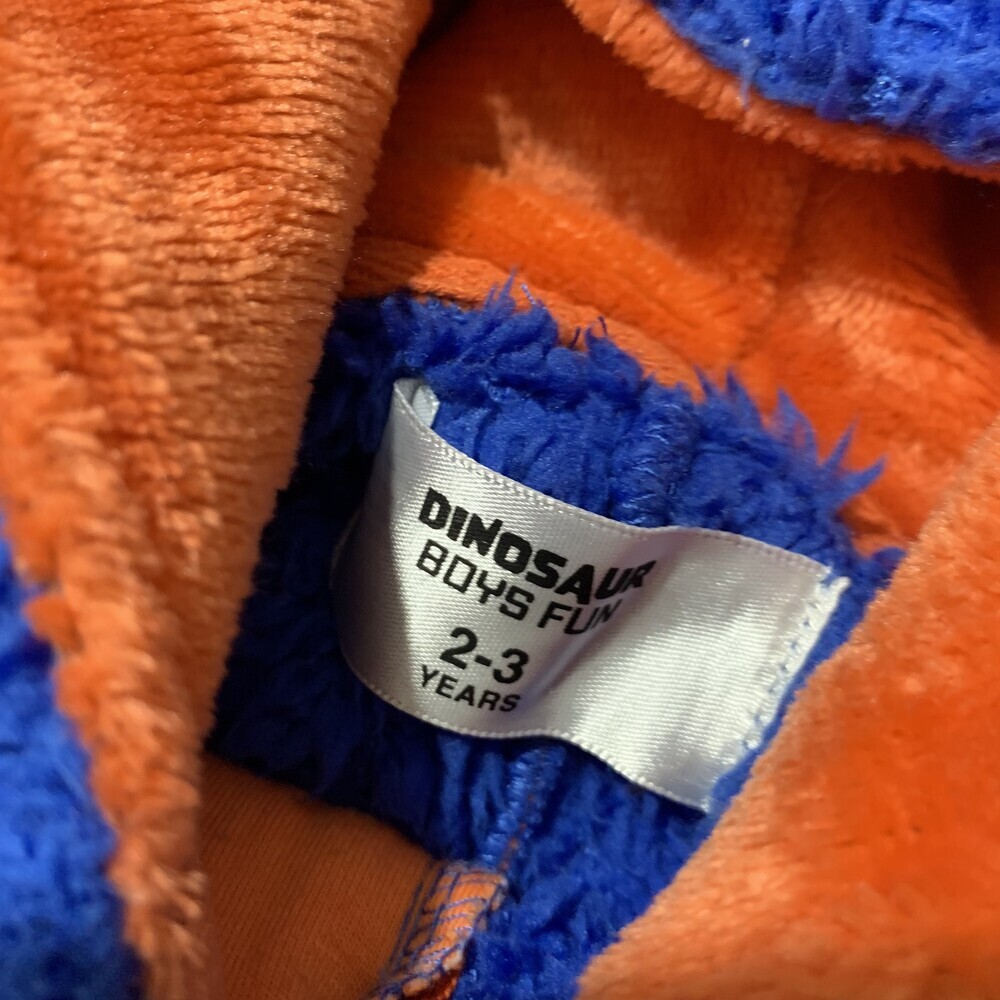 DINOSAUR
BOYS FUN
2-3
YEARS